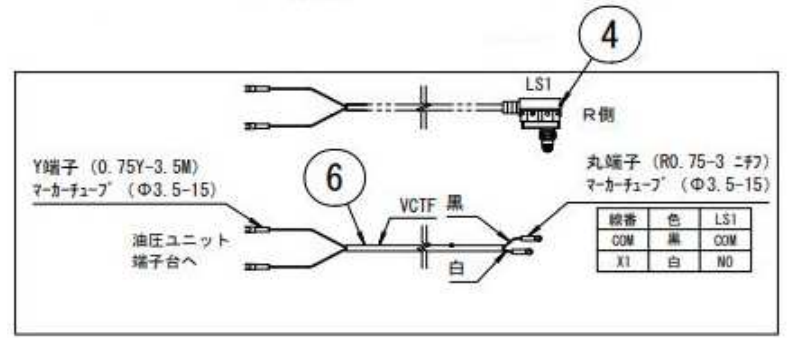 4
LS1
R側
Y端子 (0.75Y-3.5M)
マーカーチューブ (Φ3.5-15)
6
VCTF
黒
丸端子 (R0.75-3 ニチフ)
マーカーチューブ (Φ3.5-15)
油圧ユニット
端子台へ
白
線番 色 LS1
COM 黒 COM
X1 白 NO